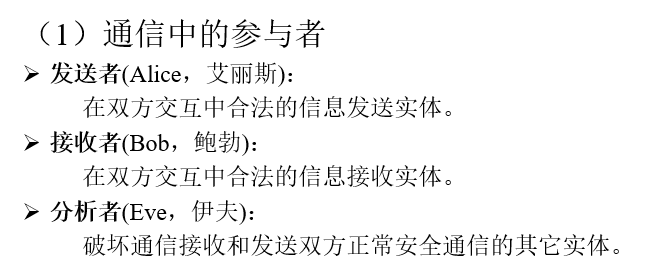 （1）通信中的参与者
➢ 发送者(Alice，艾丽斯)：
在双方交互中合法的信息发送实体。
➢ 接收者(Bob，鲍勃)：
在双方交互中合法的信息接收实体。
➢ 分析者(Eve，伊夫)：
破坏通信接收和发送双方正常安全通信的其它实体。